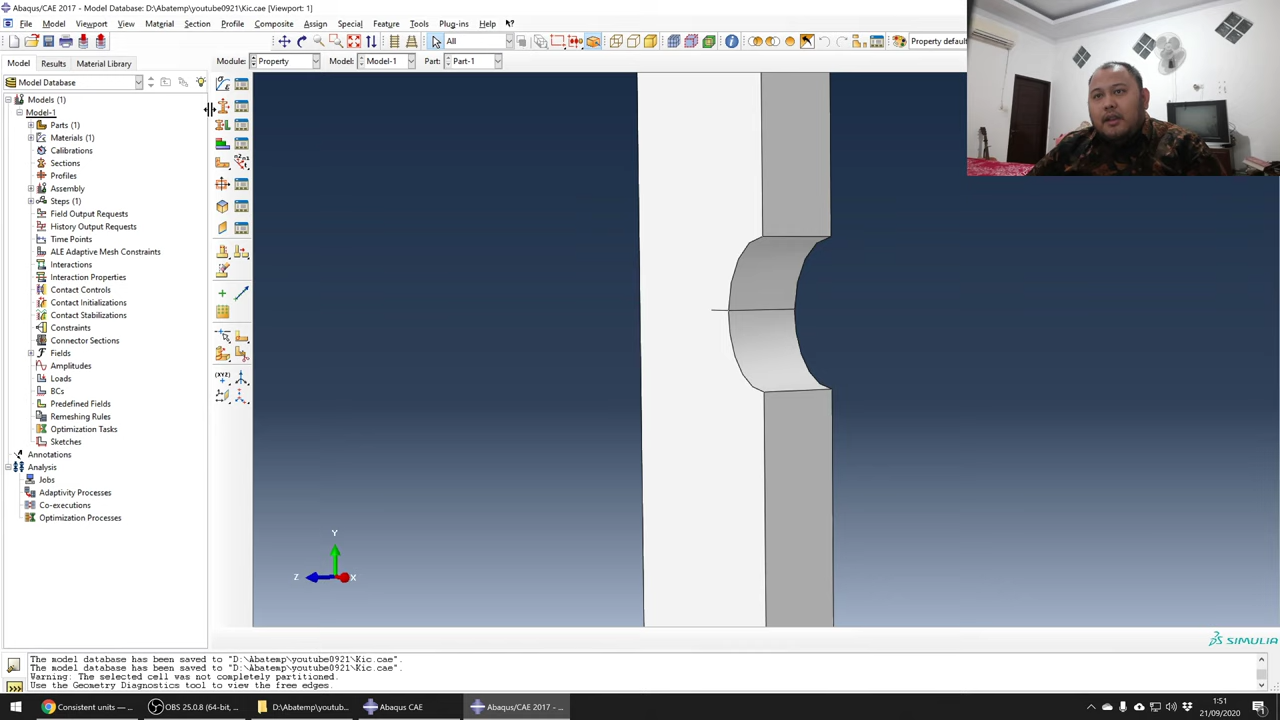 Abaqus/CAE 2017 - Model Database: D:\Abatemp\youtube0921\Kic.cae [Viewport: 1]
File Model Viewport View Material Section Profile Composite Assign Special Feature Tools Plug-ins Help
All
Property default
Model Results Material Library
Module: Property Model: Model-1 Part: Part-1
Model Database
Models (1)
Model-1
Parts (1)
Materials (1)
Calibrations
Sections
Profiles
Assembly
Steps (1)
Field Output Requests
History Output Requests
Time Points
ALE Adaptive Mesh Constraints
Interactions
Interaction Properties
Contact Controls
Contact Initializations
Contact Stabilizations
Constraints
Connector Sections
Fields
Amplitudes
Loads
BCs
Predefined Fields
Remeshing Rules
Optimization Tasks
Sketches
Annotations
Analysis
Jobs
Adaptivity Processes
Co-executions
Optimization Processes
(XYZ)
Y
Z
X
SIMULIA
The model database has been saved to "D:\Abatemp\youtube0921\Kic.cae".
The model database has been saved to "D:\Abatemp\youtube0921\Kic.cae".
Warning: The selected cell was not completely partitioned.
Use the Geometry Diagnostics tool to view the free edges.
Consistent units — ... OBS 25.0.8 (64-bit, ... D:\Abatemp\youtub... Abaqus CAE Abaqus/CAE 2017 - ...
1:51
21/09/2020